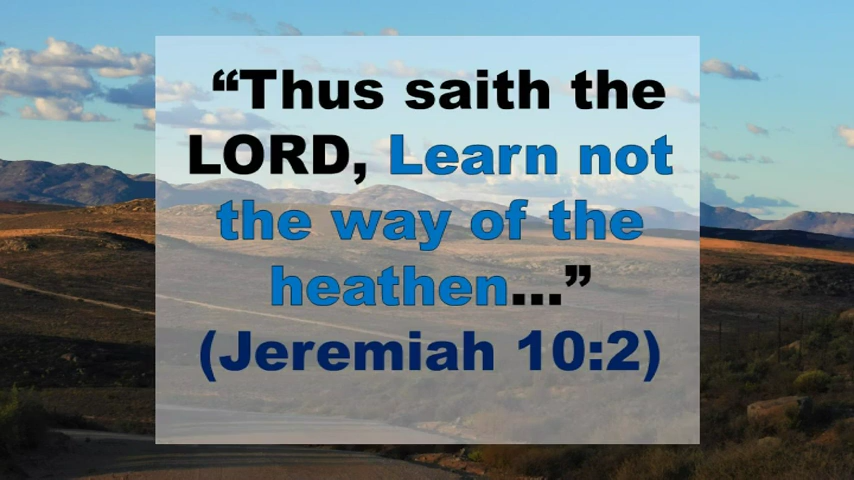 “Thus saith the
LORD, Learn not
the way of the
heathen...”
(Jeremiah 10:2)